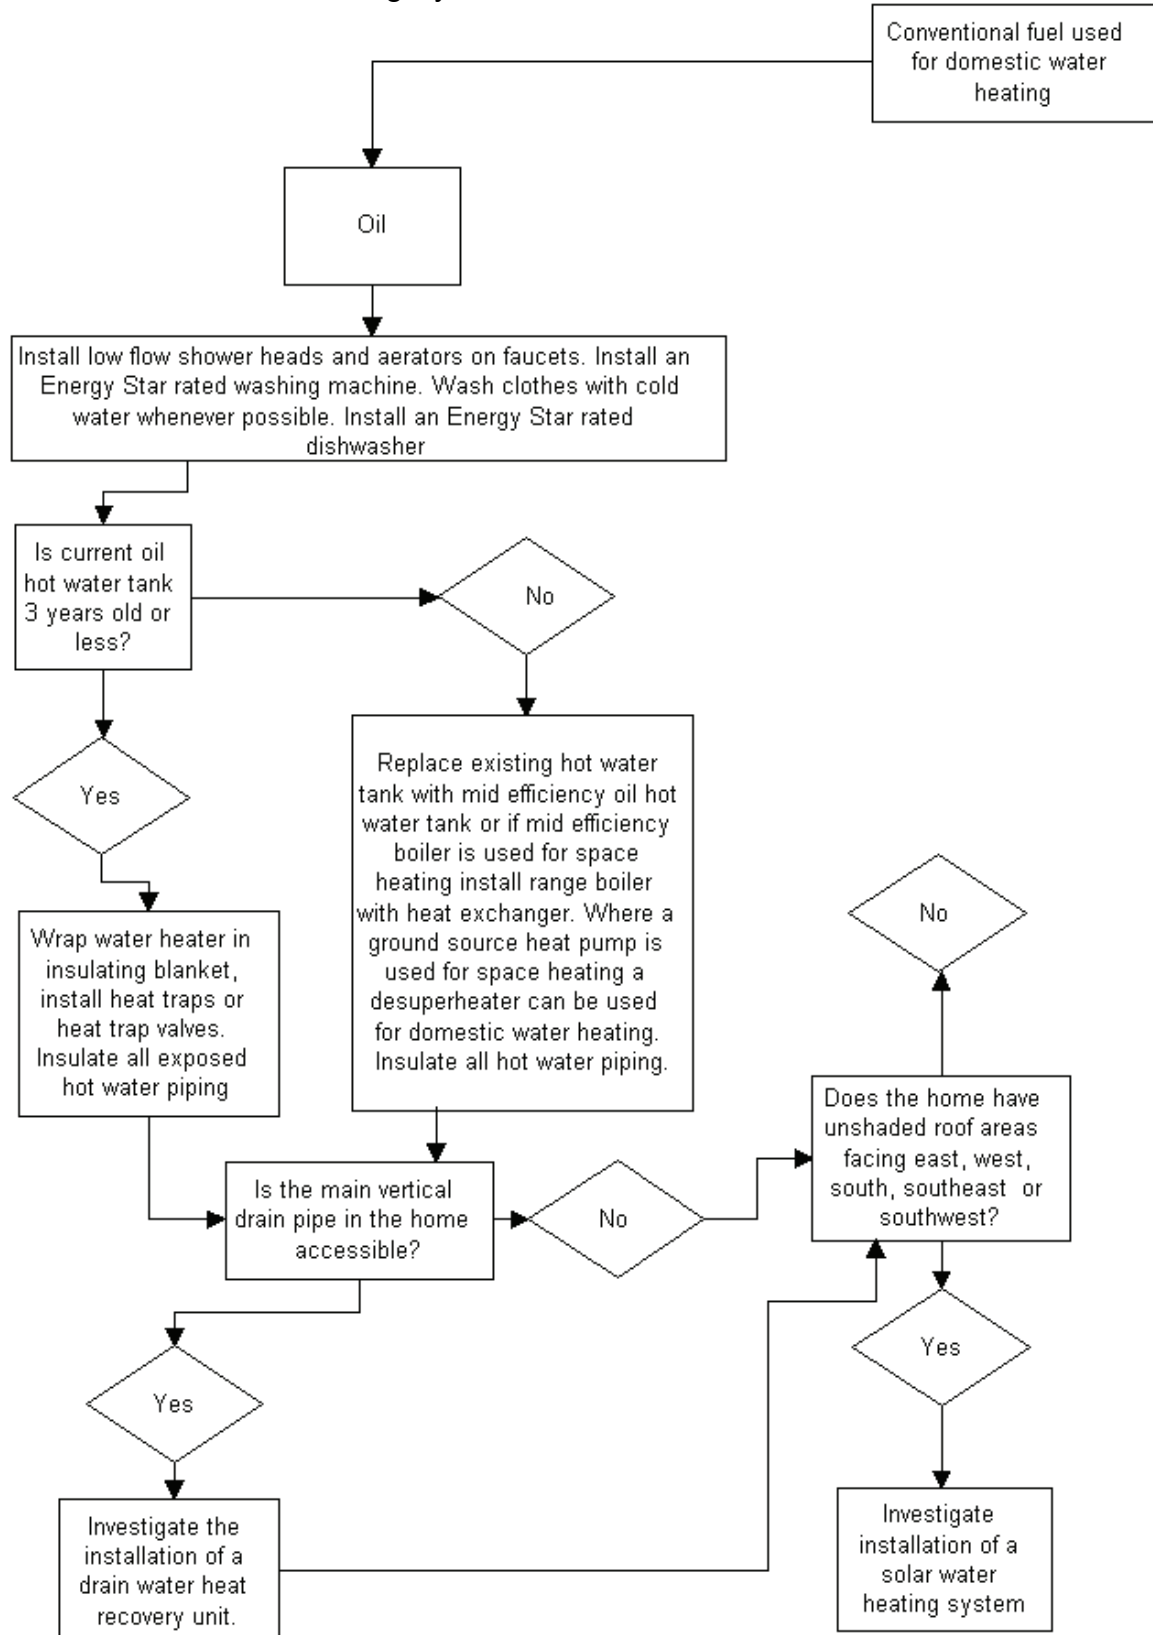 Conventional fuel used
for domestic water
heating
Oil
Install low flow shower heads and aerators on faucets. Install an
Energy Star rated washing machine. Wash clothes with cold
water whenever possible. Install an Energy Star rated
dishwasher
Is current oil
hot water tank
3 years old or
less?
No
Yes
Replace existing hot water
tank with mid efficiency oil hot
water tank or if mid efficiency
boiler is used for space
heating install range boiler
with heat exchanger. Where a
ground source heat pump is
used for space heating a
desuperheater can be used
for domestic water heating.
Insulate all hot water piping.
Wrap water heater in
insulating blanket,
install heat traps or
heat trap valves.
Insulate all exposed
hot water piping
No
Does the home have
unshaded roof areas
facing east, west,
south, southeast or
southwest?
Is the main vertical
drain pipe in the home
accessible?
No
Yes
Yes
Investigate the
installation of a
drain water heat
recovery unit.
Investigate
installation of a
solar water
heating system